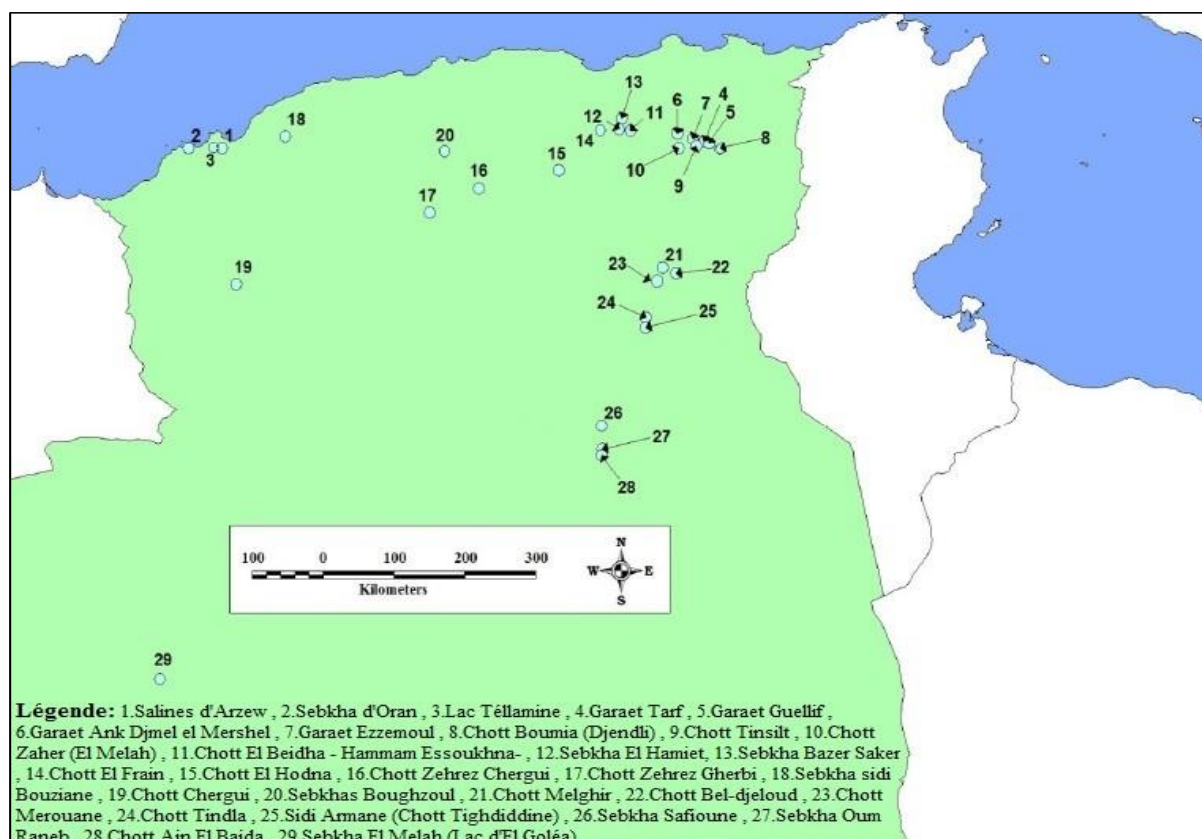 13
6
7
4
5
2
1
18
12
11
20
14
8
3
15
10
16
9
17
21
23
22
19
24
25
26
27
28
N
100 0 100 200 300
W E
Kilometers
S
29
Légende: 1.Salines d'Arzew , 2.Sebkha d'Oran , 3.Lac Téllamine , 4.Garaet Tarf , 5.Garaet Guellif ,
6.Garaet Ank Djmel el Mershel , 7.Garaet Ezzemoul , 8.Chott Boumia (Djendli) , 9.Chott Tinsilt , 10.Chott
Zaher (El Melah) , 11.Chott El Beidha - Hammam Essoukhna- , 12.Sebkha El Hamiet, 13.Sebkha Bazer Saker
, 14.Chott El Frain , 15.Chott El Hodna , 16.Chott Zehrez Chergui , 17.Chott Zehrez Gherbi , 18.Sebkha sidi
Bouziane , 19.Chott Chergui , 20.Sebkhas Boughzoul , 21.Chott Melghir , 22.Chott Bel-djeloud , 23.Chott
Merouane , 24.Chott Tindla , 25.Sidi Armane (Chott Tighdiddine) , 26.Sebkha Safioune , 27.Sebkha Oum
Raneb , 28.Chott Ain El Baida , 29.Sebkha El Melah (Lac d'El Goléa)